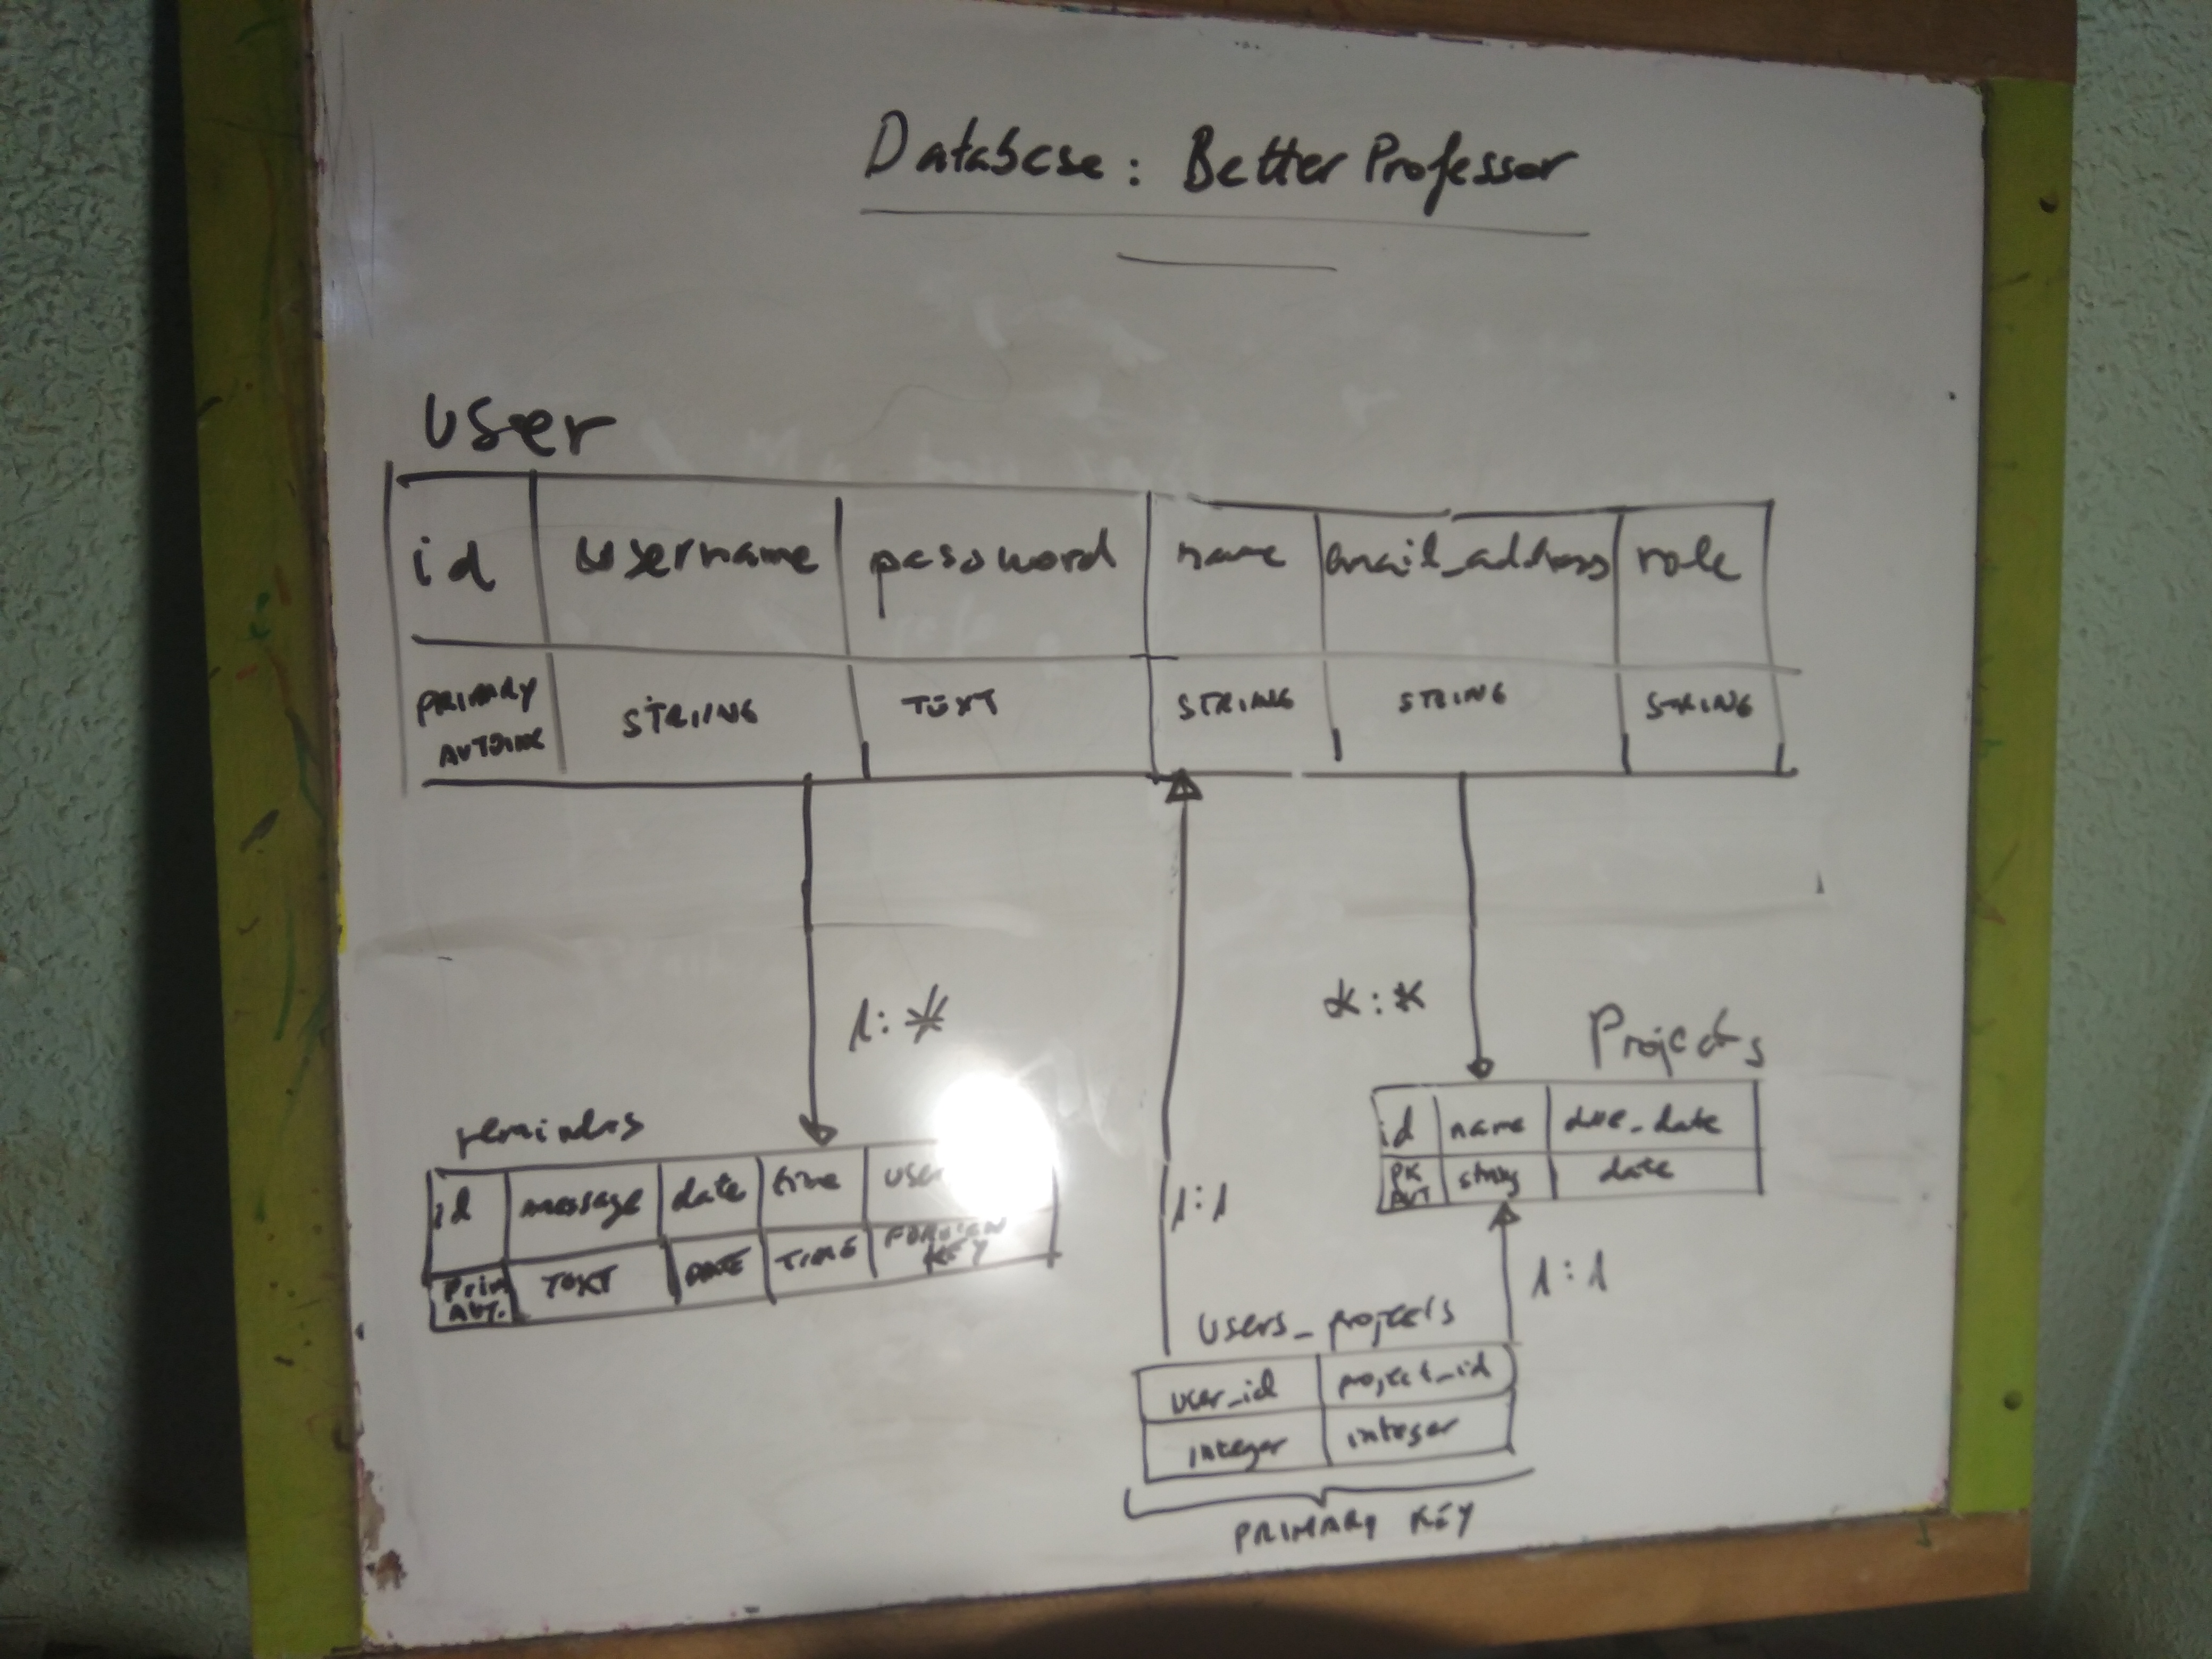 Database: Better Professor
User
id username password name email_address role
PRIMARY STRING TEXT STRING STRING STRING
AUTOINC
1:* *:*
Projects
id name due_date
PK string date
AUT
reminders
id message date time
Prim TEXT DATE TIME FOREIGN
AUT. KEY
1:1
1:1
users_projects
user_id project_id
integer integer
PRIMARY KEY